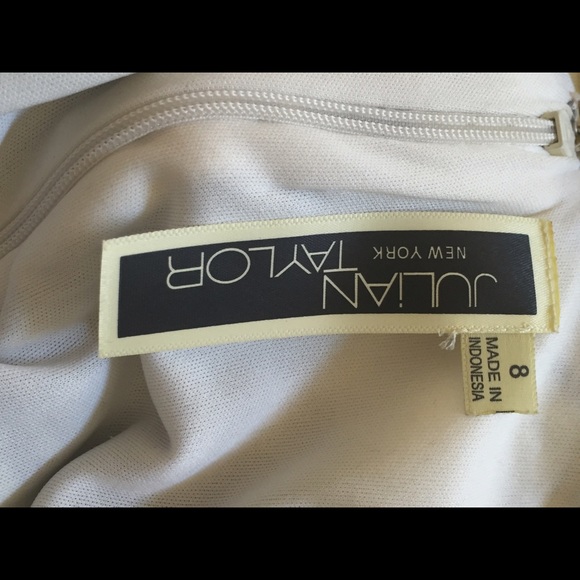 JULiAN
TAYLOR
NEW YORK
8
MADE IN
INDONESIA